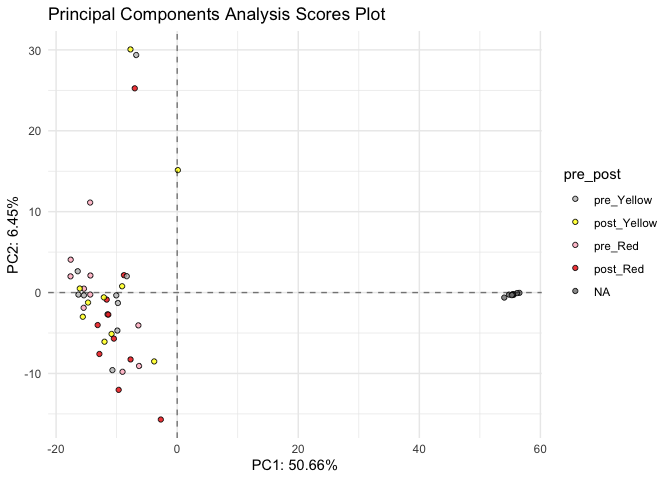 Principal Components Analysis Scores Plot
30
20
10
0
-10
PC2: 6.45%
-20
0
20
40
60
PC1: 50.66%
pre_post
pre_Yellow
post_Yellow
pre_Red
post_Red
NA